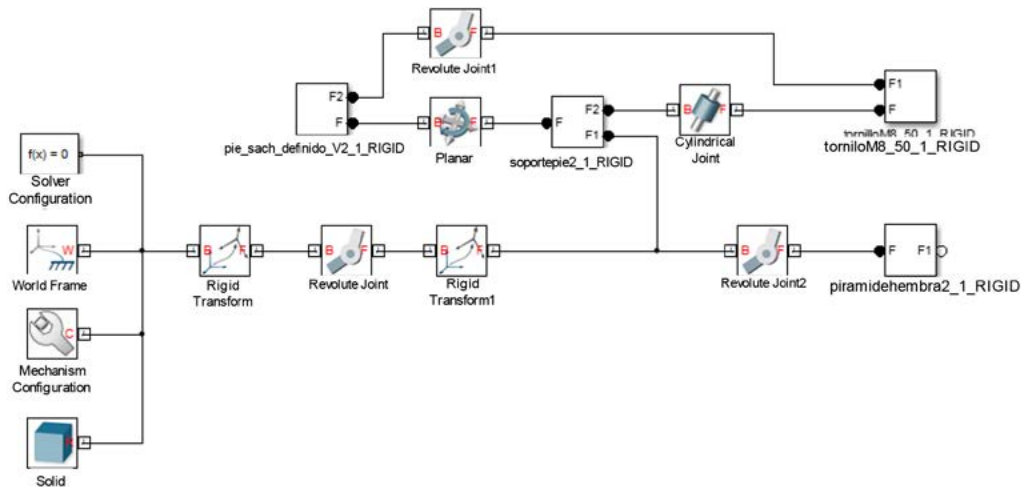 B F
Revolute Joint1
F2
F
pie_sach_definido_V2_1_RIGID
B F
Planar
F
F2
F1
soportepie2_1_RIGID
B F
Cylindrical
Joint
F1
F
tornilloM8_50_1_RIGID
torniloM8_50_1_RIGID
f(x) = 0
Solver
Configuration
W
World Frame
B F
Rigid
Transform
B F
Revolute Joint
B F
Rigid
Transform1
B F
Revolute Joint2
F F1
piramidehembra2_1_RIGID
C
Mechanism
Configuration
R
Solid